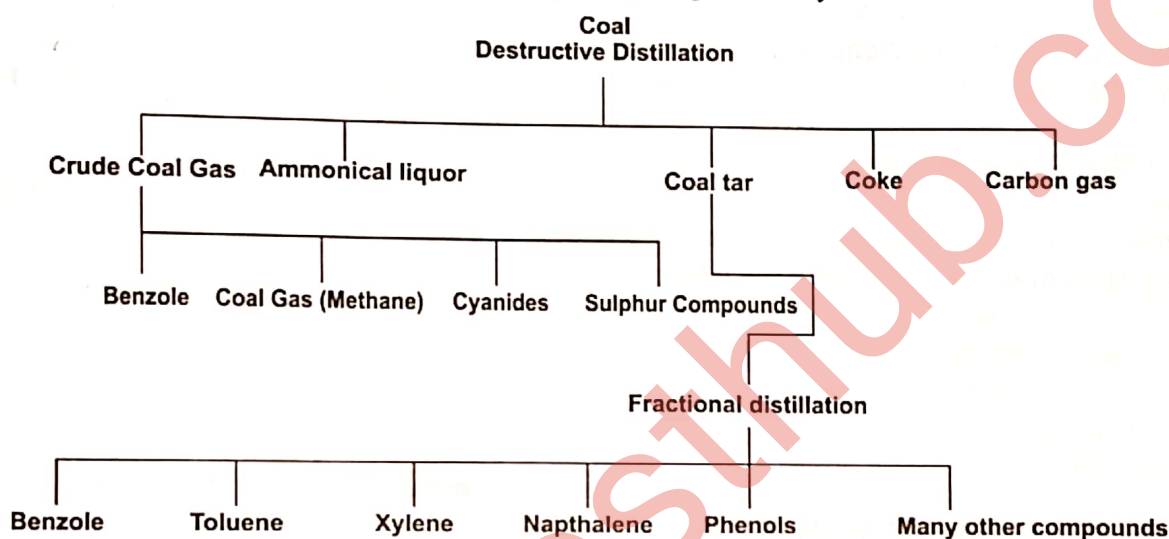 Coal
Destructive Distillation
Crude Coal Gas Ammonical liquor Coal tar Coke Carbon gas
Benzole Coal Gas (Methane) Cyanides Sulphur Compounds
Fractional distillation
Benzole Toluene Xylene Napthalene Phenols Many other compounds